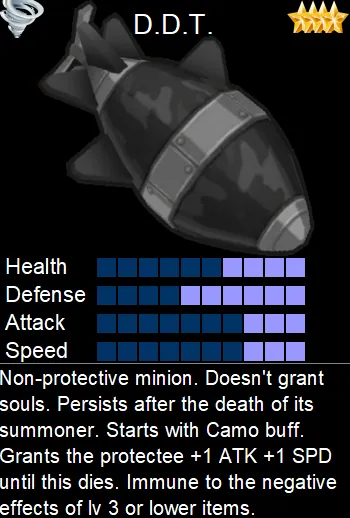 D.D.T.
Health
Defense
Attack
Speed
Non-protective minion. Doesn't grant
souls. Persists after the death of its
summoner. Starts with Camo buff.
Grants the protectee +1 ATK +1 SPD
until this dies. Immune to the negative
effects of lv 3 or lower items.